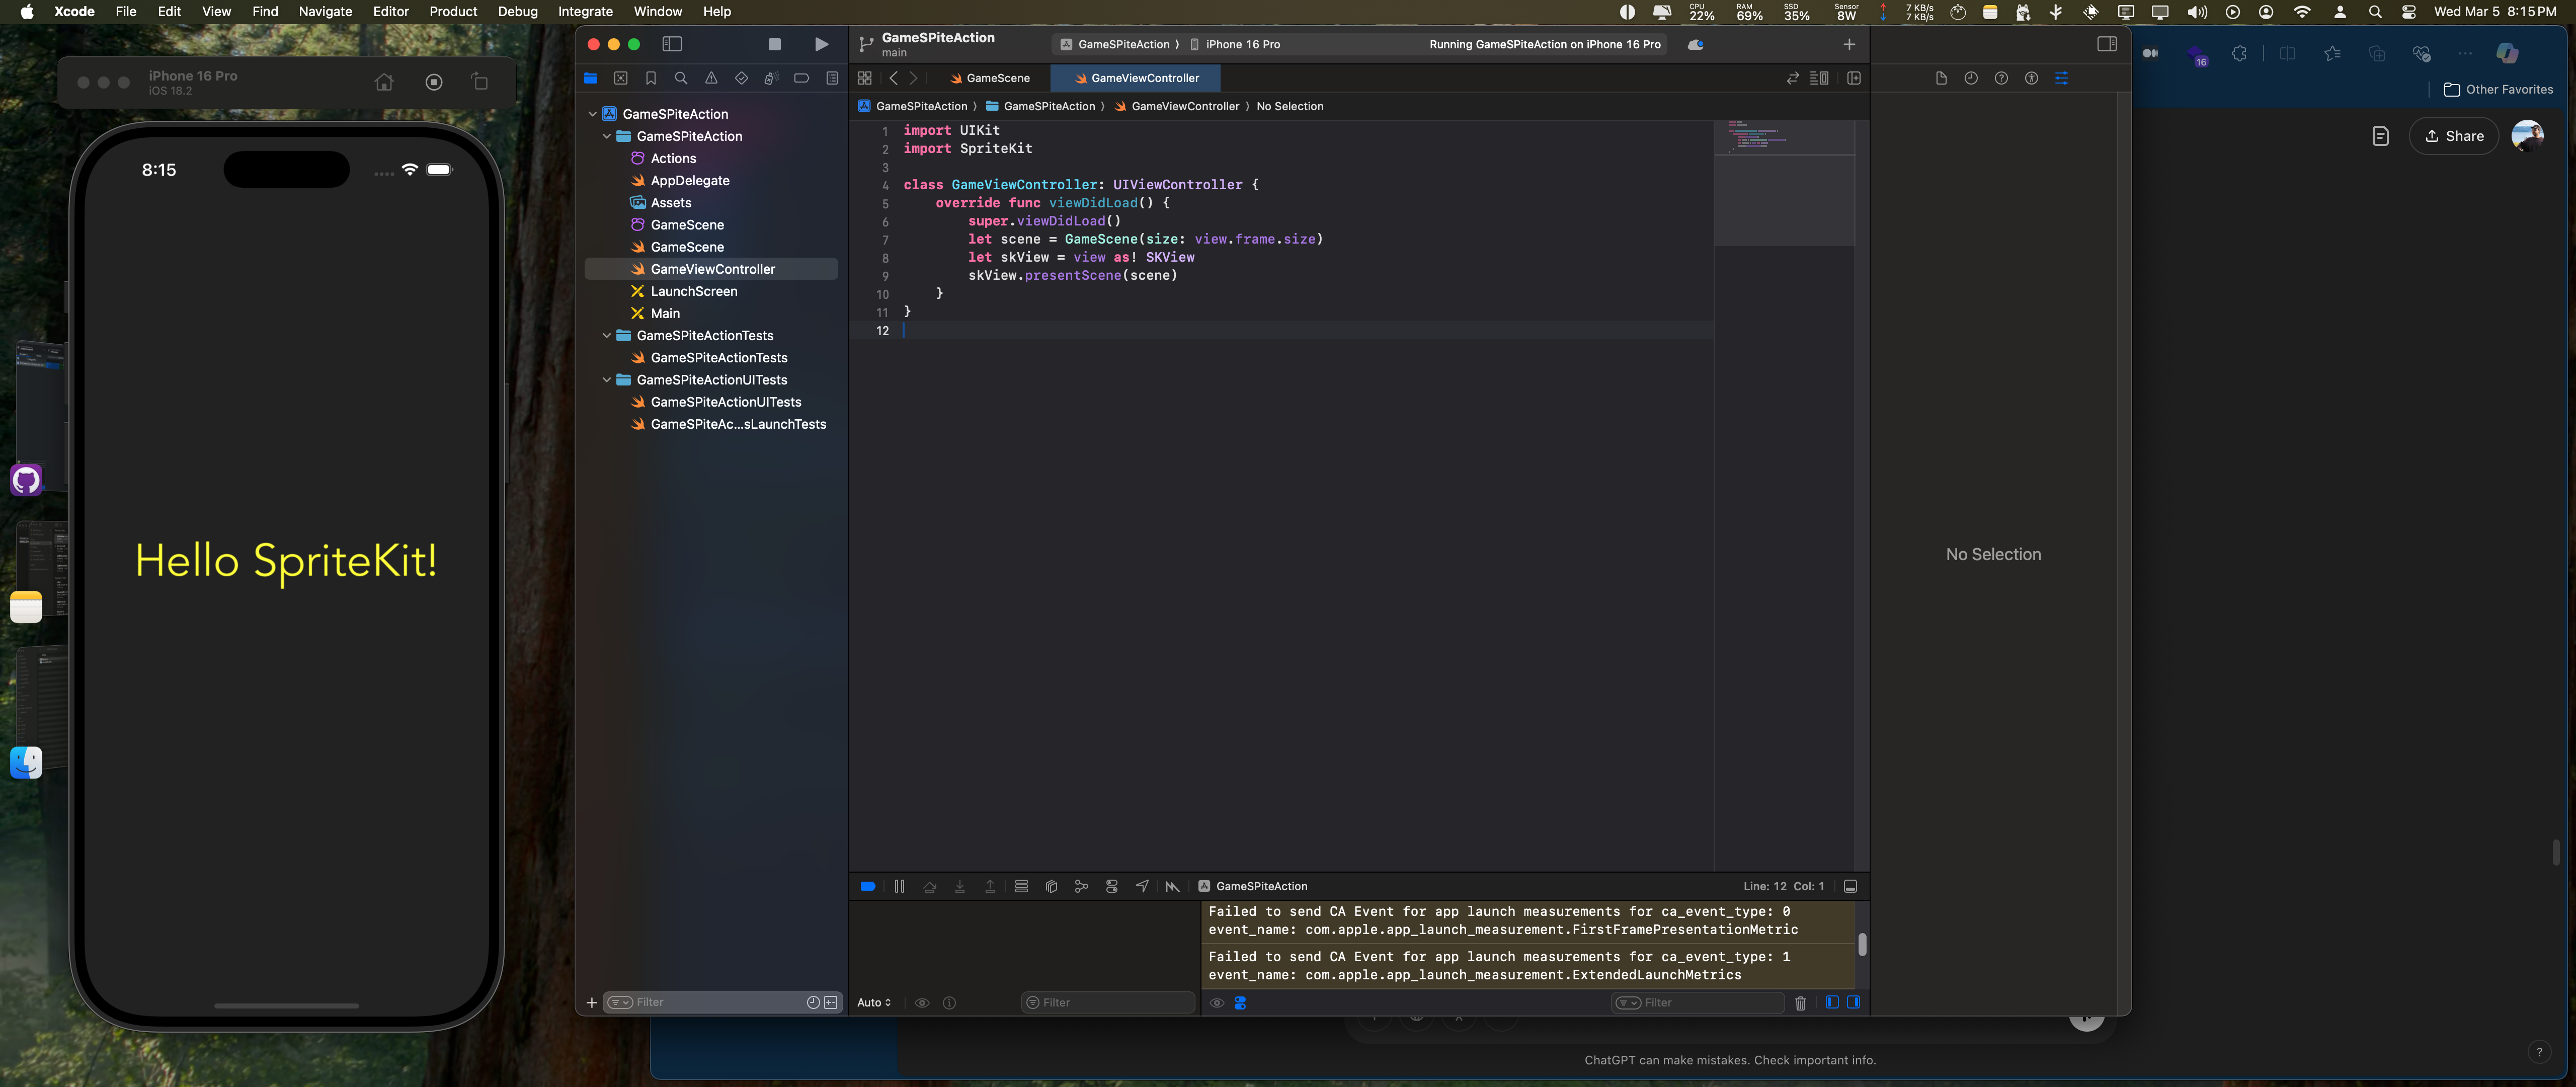 Xcode File Edit View Find Navigate Editor Product Debug Integrate Window Help
CPU 22% RAM 69% SSD 35% Sensor 8W 7 KB/s 7 KB/s Wed Mar 5 8:15 PM
iPhone 16 Pro
iOS 18.2
8:15
Hello SpriteKit!
GameSPiteAction
GameSPiteAction
Actions
AppDelegate
Assets
GameScene
GameScene
GameViewController
LaunchScreen
Main
GameSPiteActionTests
GameSPiteActionTests
GameSPiteActionUITests
GameSPiteActionUITests
GameSPiteAc...sLaunchTests
Filter
GameSPiteAction
main
GameSPiteAction ⟩ iPhone 16 Pro
Running GameSPiteAction on iPhone 16 Pro
GameScene
GameViewController
GameSPiteAction ⟩ GameSPiteAction ⟩ GameViewController ⟩ No Selection
1 import UIKit
2 import SpriteKit
3
4 class GameViewController: UIViewController {
5 override func viewDidLoad() {
6 super.viewDidLoad()
7 let scene = GameScene(size: view.frame.size)
8 let skView = view as! SKView
9 skView.presentScene(scene)
10 }
11 }
12
GameSPiteAction
Line: 12 Col: 1
Failed to send CA Event for app launch measurements for ca_event_type: 0
event_name: com.apple.app_launch_measurement.FirstFramePresentationMetric
Failed to send CA Event for app launch measurements for ca_event_type: 1
event_name: com.apple.app_launch_measurement.ExtendedLaunchMetrics
Auto
Filter
Filter
No Selection
16
Other Favorites
Share
ChatGPT can make mistakes. Check important info.
?